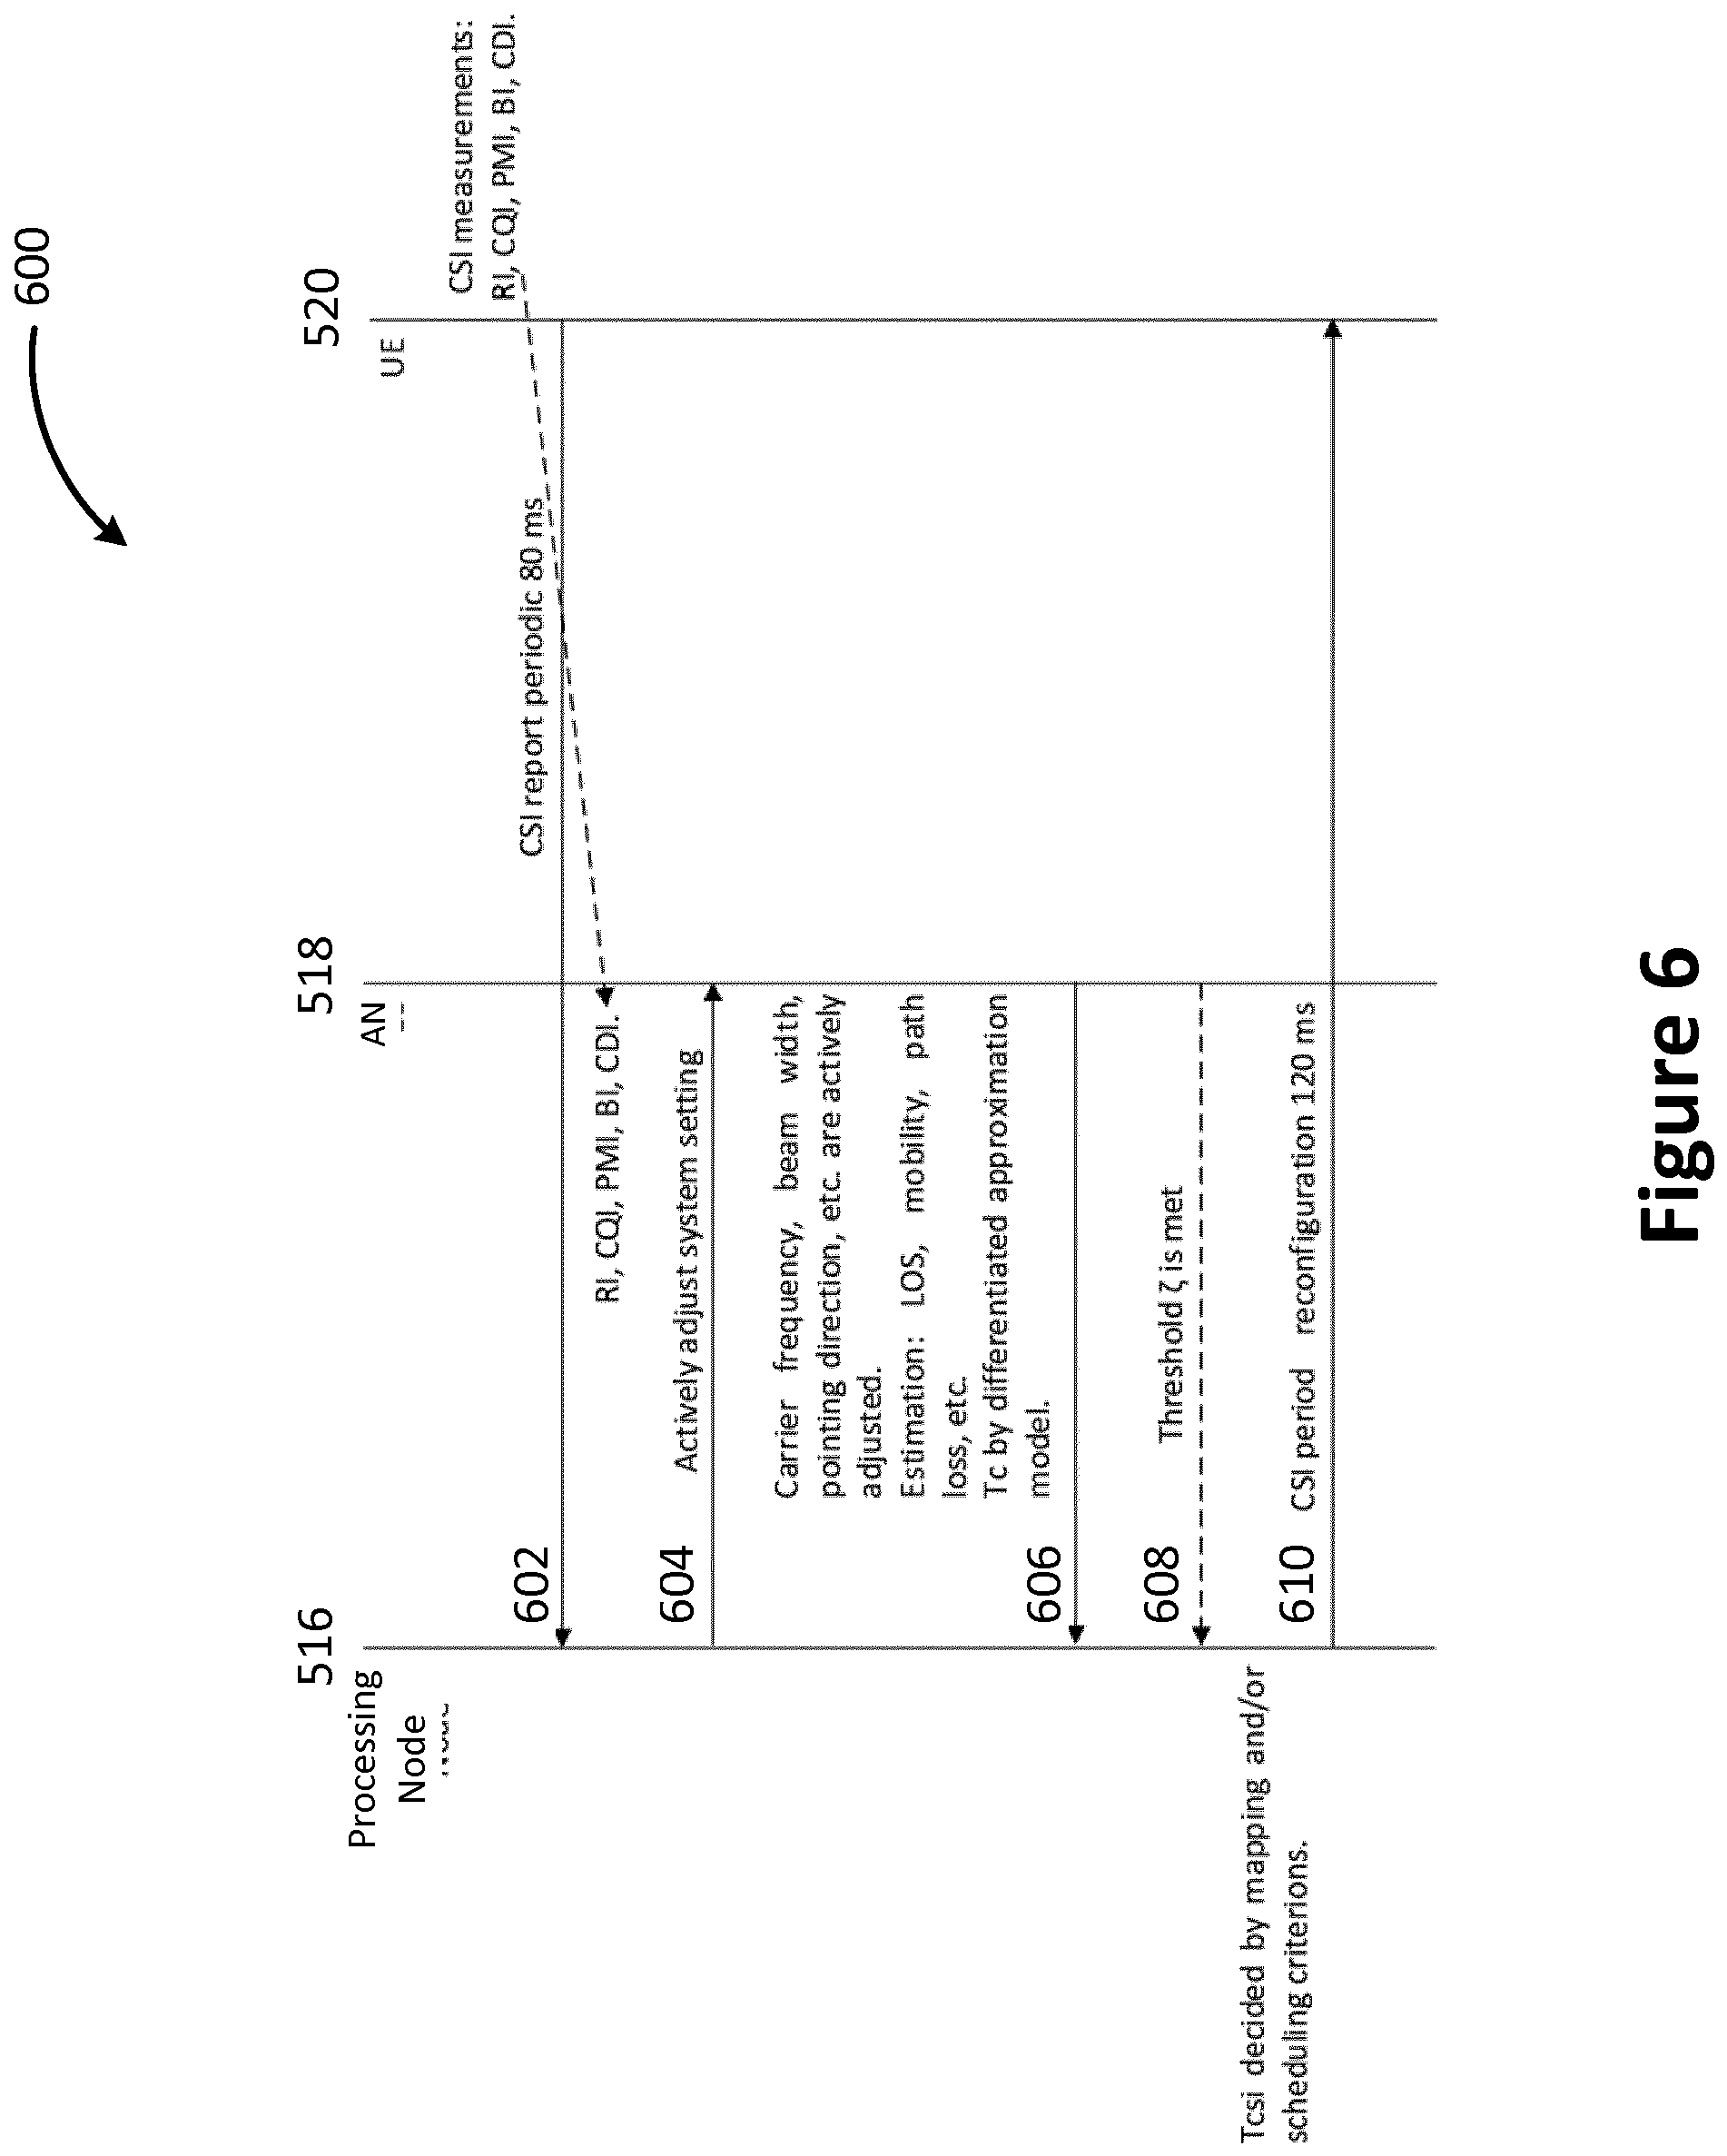 600
516
518
520
Processing
Node
AN
UE
CSI measurements:
RI, CQI, PMI, BI, CDI.
CSI report periodic 80 ms
602
RI, CQI, PMI, BI, CDI.
604
Actively adjust system setting
Carrier frequency, beam width,
pointing direction, etc. are actively
adjusted.
Estimation: LOS, mobility, path
loss, etc.
Tc by differentiated approximation
model.
606
608
Threshold ζ is met
Tcsi decided by mapping and/or
scheduling criterions.
610
CSI period reconfiguration 120 ms
Figure 6